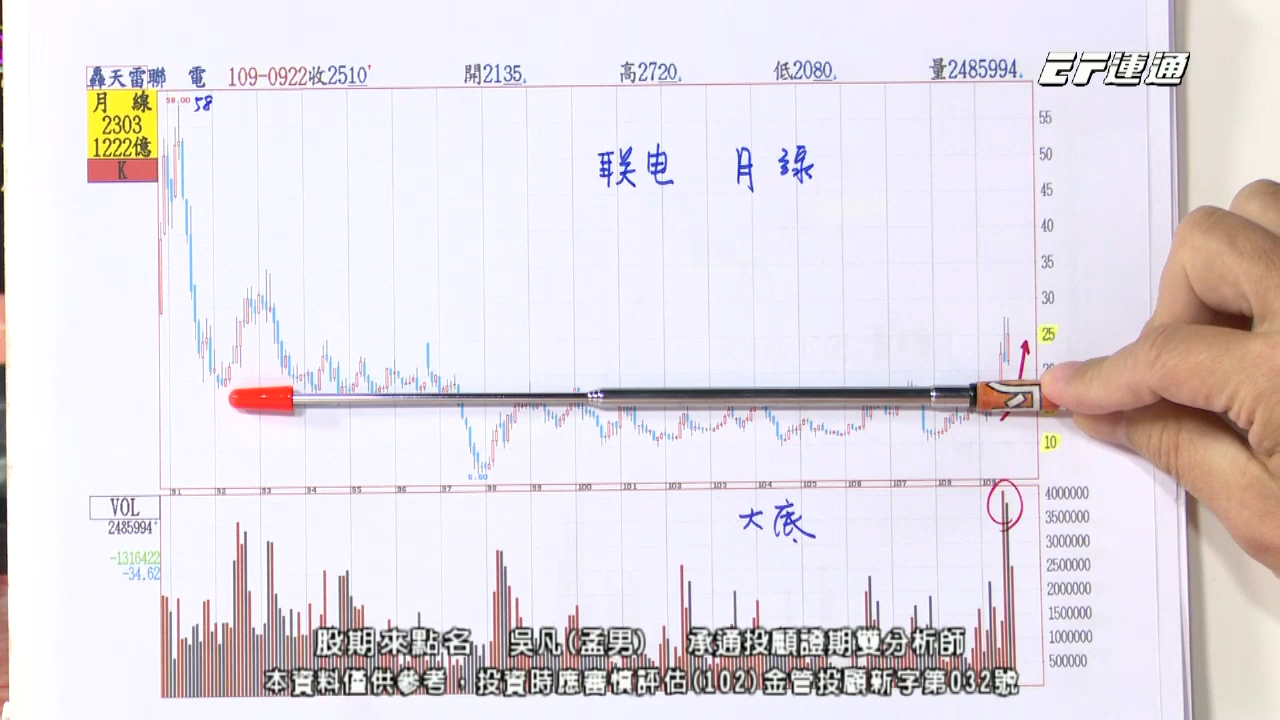 轟天雷聯 電 109-0922收2510' 開2135. 高2720. 低2080. 量2485994.
EF運通
月 線
2303
1222億
K
58.00 58
联电 月線
55
50
45
40
35
30
25
10
6.60
91 92 93 94 95 96 97 98 99 100 101 102 103 104 105 106 107 108 109
VOL
2485994
-1316422
-34.62
大底
4000000
3500000
3000000
2500000
2000000
1500000
1000000
500000
股期來點名 吳凡(孟男) 承通投顧證期雙分析師
本資料僅供參考,投資時應審慎評估(102)金管投顧新字第032號